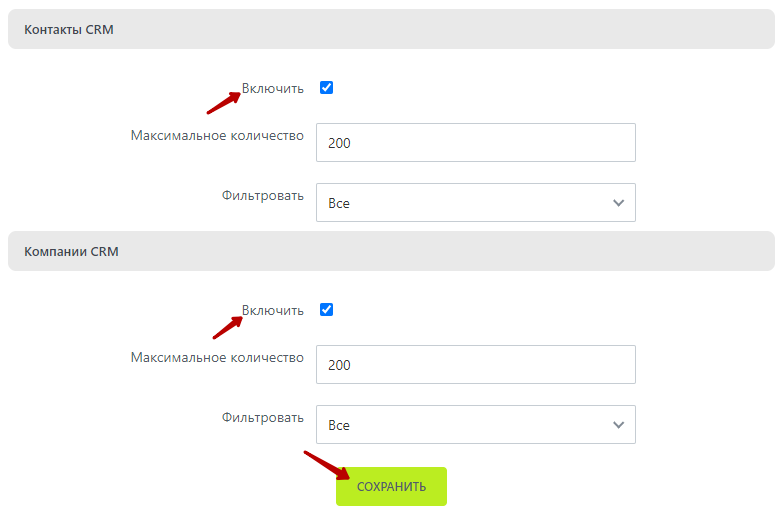 Контакты CRM
Включить
Максимальное количество 200
Фильтровать Все
Компании CRM
Включить
Максимальное количество 200
Фильтровать Все
СОХРАНИТЬ